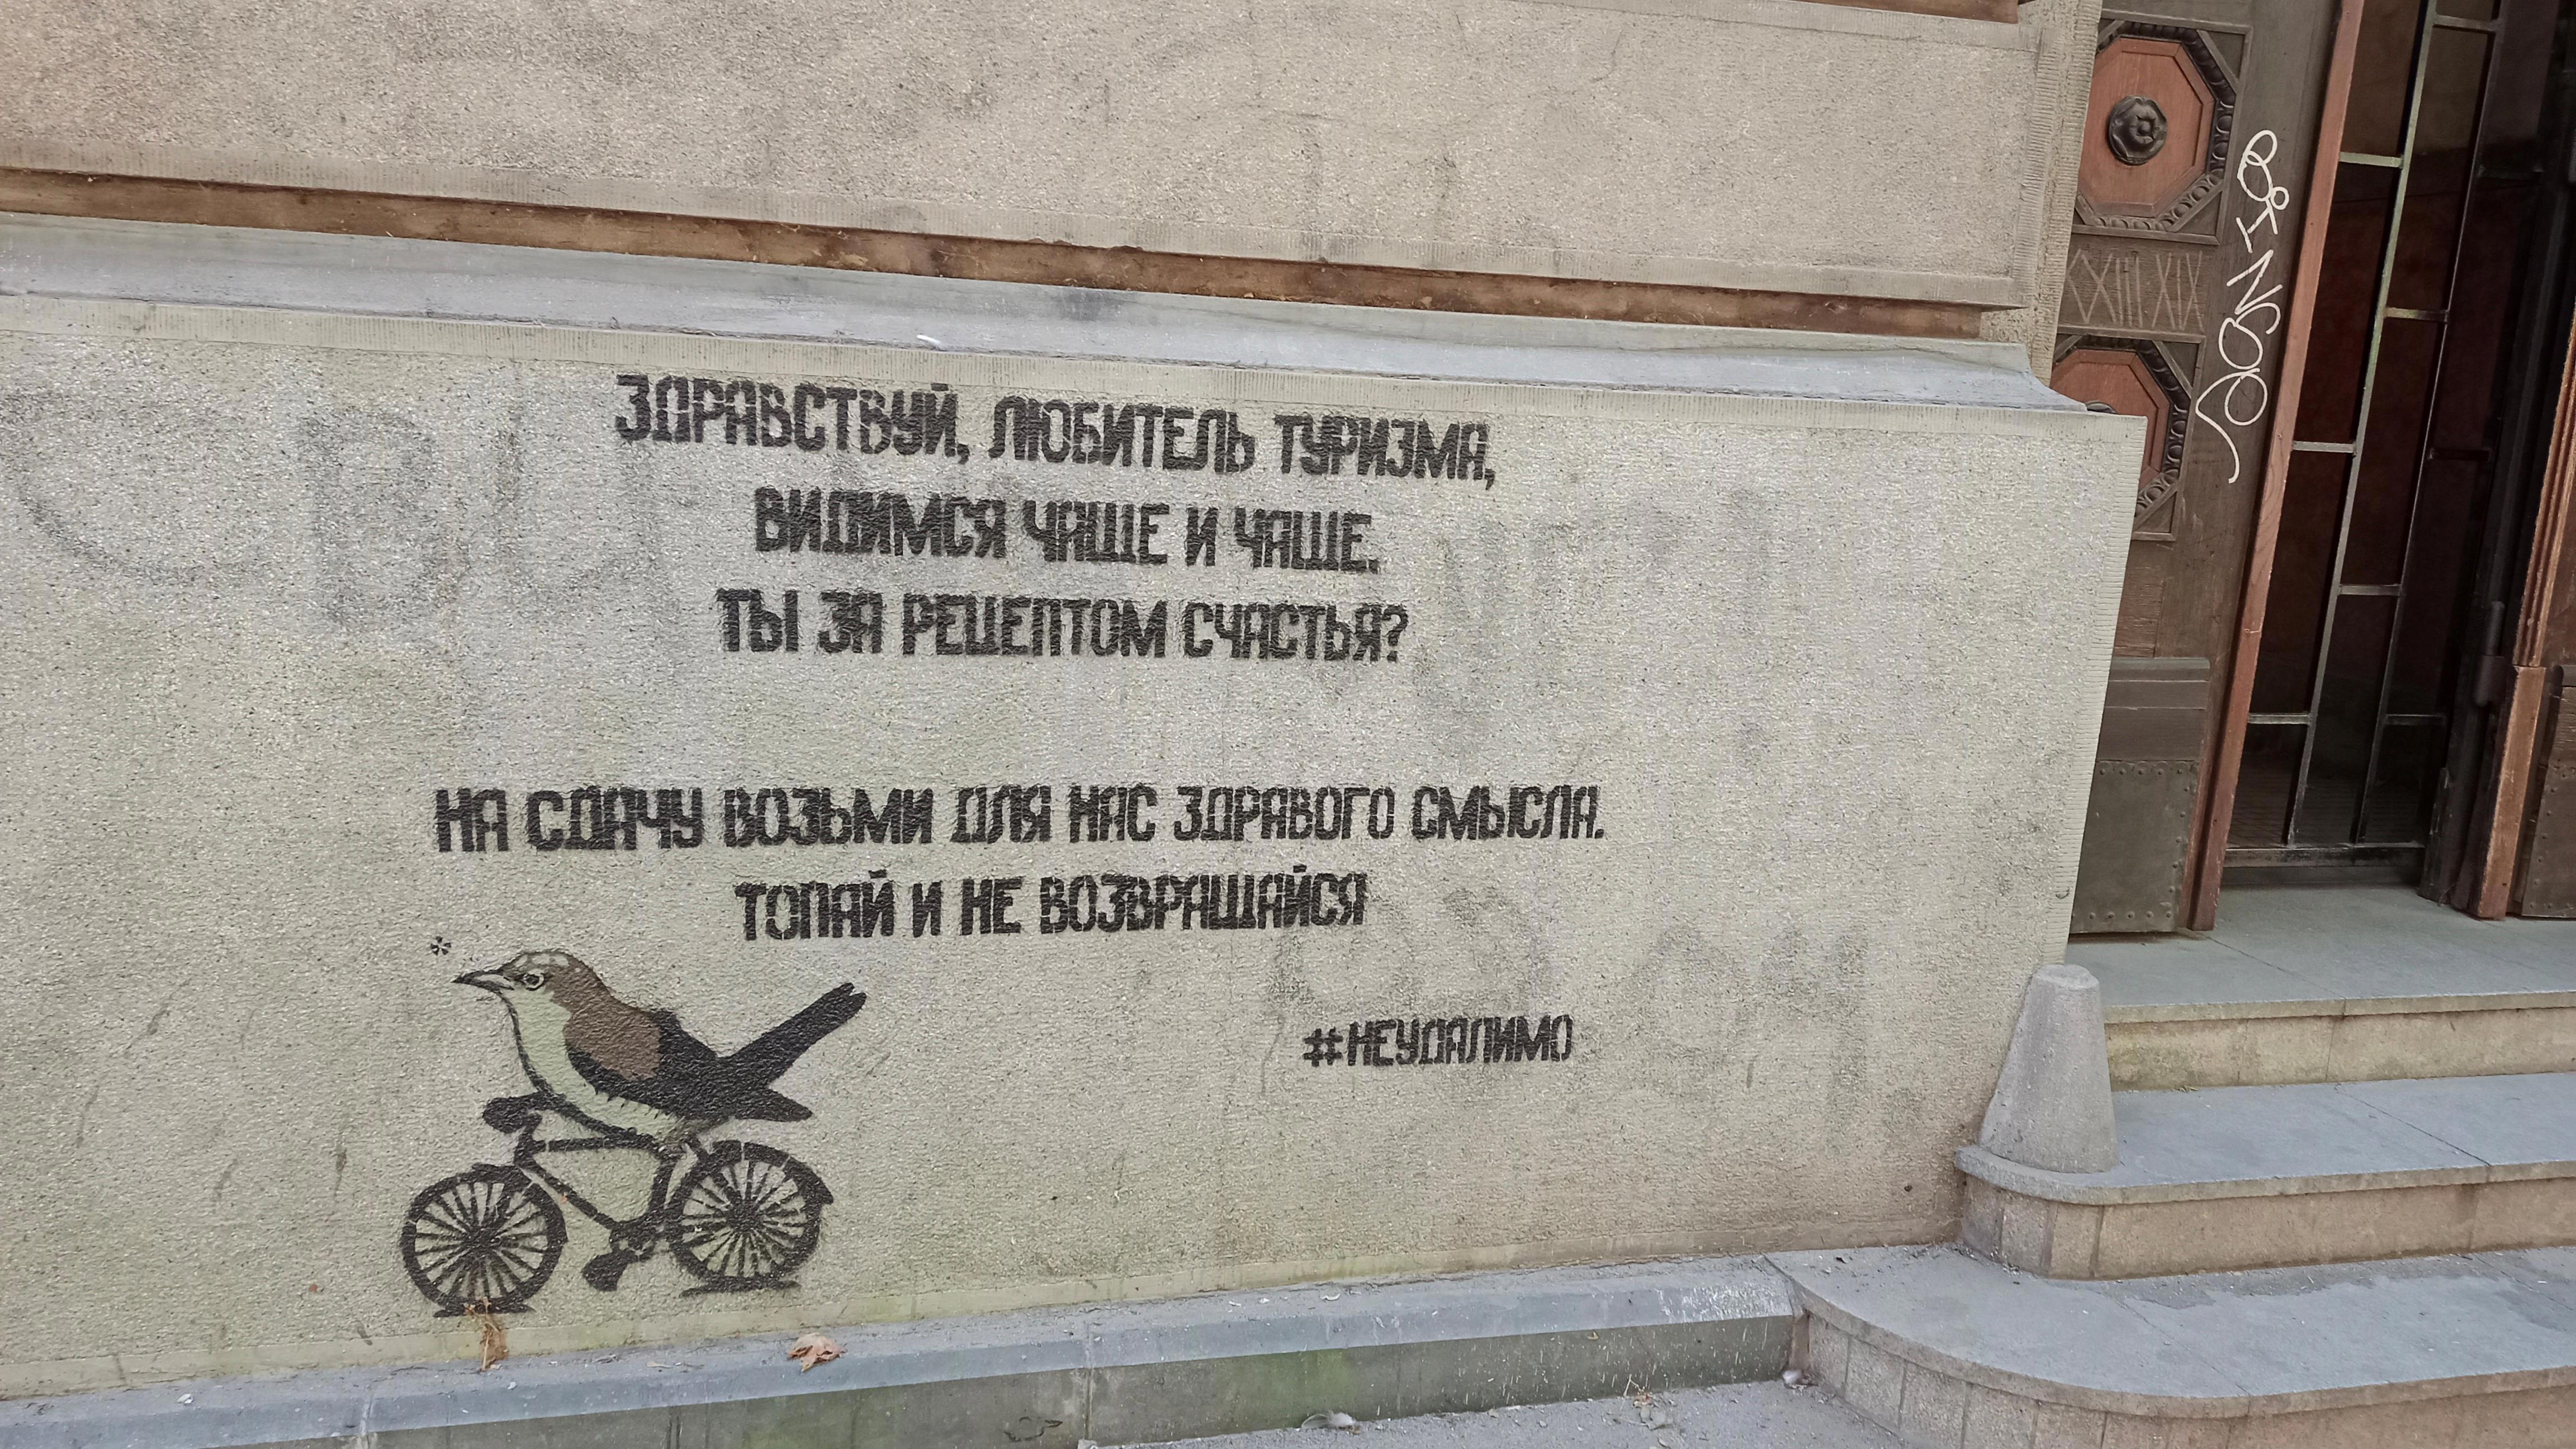 ЗДРАВСТВУЙ, ЛЮБИТЕЛЬ ТУРИЗМА,
ВИДИМСЯ ЧАЩЕ И ЧАЩЕ.
ТЫ ЗА РЕЦЕПТОМ СЧАСТЬЯ?
НА СДАЧУ ВОЗЬМИ ДЛЯ НАС ЗДРАВОГО СМЫСЛА.
ТОПАЙ И НЕ ВОЗВРАЩАЙСЯ
*
#НЕУДАЛИМО